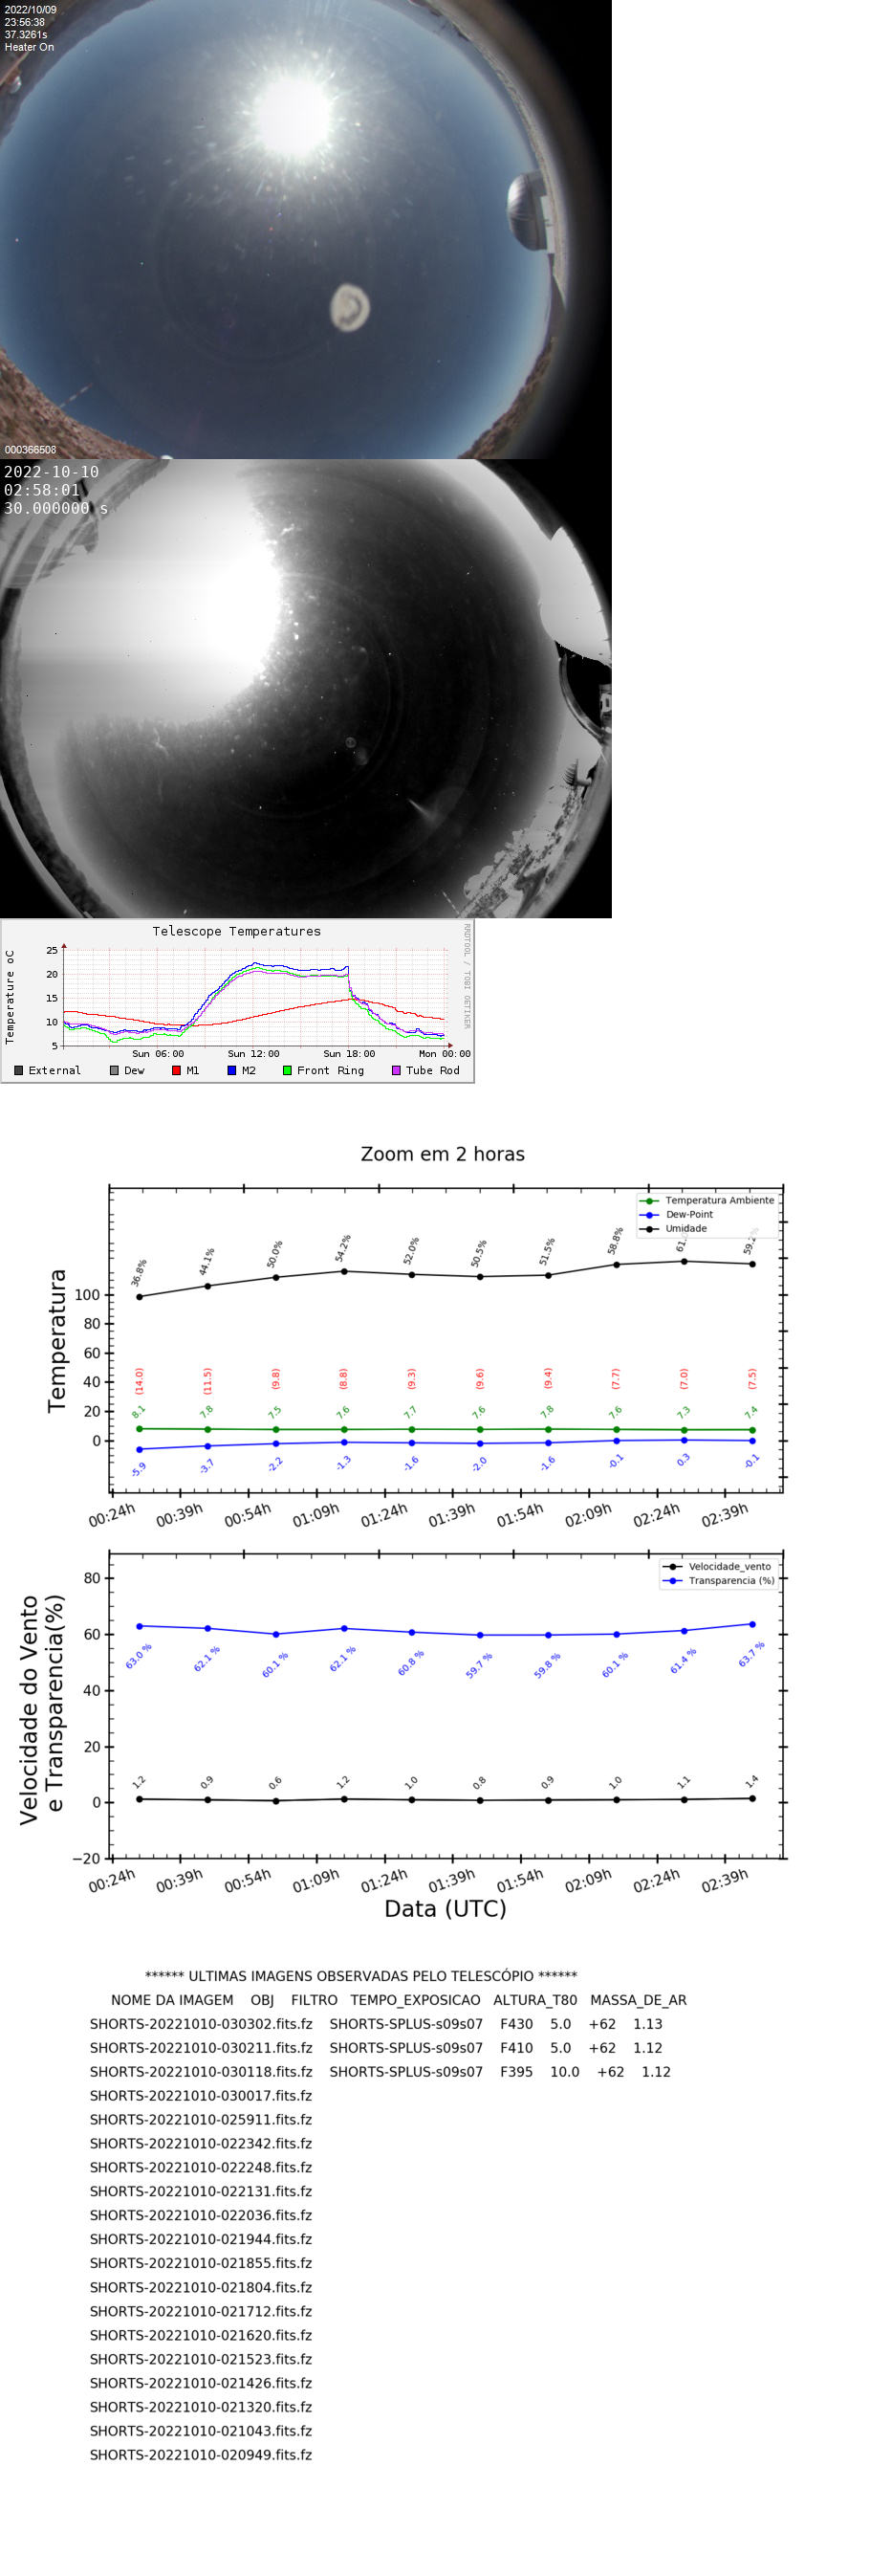 2022/10/09
23:56:38
37.3261s
Heater On
000366508
2022-10-10
02:58:01
30.000000 s
Telescope Temperatures
RRDTOOL / TOBI OETIKER
Temperature oC
25
20
15
10
5
Sun 06:00 Sun 12:00 Sun 18:00 Mon 00:00
External Dew M1 M2 Front Ring Tube Rod
Zoom em 2 horas
Temperatura Ambiente
Dew-Point
Umidade
Temperatura
36.8% 44.1% 50.0% 54.2% 52.0% 50.5% 51.5% 58.8% 59.2%
100
80
60
40
20
0
(14.0) (11.5) (9.8) (8.8) (9.3) (9.6) (9.4) (7.7) (7.0) (7.5)
8.1 7.8 7.5 7.6 7.7 7.6 7.8 7.6 7.3 7.4
-5.9 -3.7 -2.2 -1.3 -1.6 -2.0 -1.6 -0.1 0.3 -0.1
00:24h 00:39h 00:54h 01:09h 01:24h 01:39h 01:54h 02:09h 02:24h 02:39h
Velocidade_vento
Transparencia (%)
Velocidade do Vento
e Transparencia(%)
80
60
40
20
0
−20
63.0 % 62.1 % 60.1 % 62.1 % 60.8 % 59.7 % 59.8 % 60.1 % 61.4 % 63.7 %
1.2 0.9 0.6 1.2 1.0 0.8 0.9 1.0 1.1 1.4
00:24h 00:39h 00:54h 01:09h 01:24h 01:39h 01:54h 02:09h 02:24h 02:39h
Data (UTC)
****** ULTIMAS IMAGENS OBSERVADAS PELO TELESCÓPIO ******
NOME DA IMAGEM OBJ FILTRO TEMPO_EXPOSICAO ALTURA_T80 MASSA_DE_AR
SHORTS-20221010-030302.fits.fz SHORTS-SPLUS-s09s07 F430 5.0 +62 1.13
SHORTS-20221010-030211.fits.fz SHORTS-SPLUS-s09s07 F410 5.0 +62 1.12
SHORTS-20221010-030118.fits.fz SHORTS-SPLUS-s09s07 F395 10.0 +62 1.12
SHORTS-20221010-030017.fits.fz
SHORTS-20221010-025911.fits.fz
SHORTS-20221010-022342.fits.fz
SHORTS-20221010-022248.fits.fz
SHORTS-20221010-022131.fits.fz
SHORTS-20221010-022036.fits.fz
SHORTS-20221010-021944.fits.fz
SHORTS-20221010-021855.fits.fz
SHORTS-20221010-021804.fits.fz
SHORTS-20221010-021712.fits.fz
SHORTS-20221010-021620.fits.fz
SHORTS-20221010-021523.fits.fz
SHORTS-20221010-021426.fits.fz
SHORTS-20221010-021320.fits.fz
SHORTS-20221010-021043.fits.fz
SHORTS-20221010-020949.fits.fz